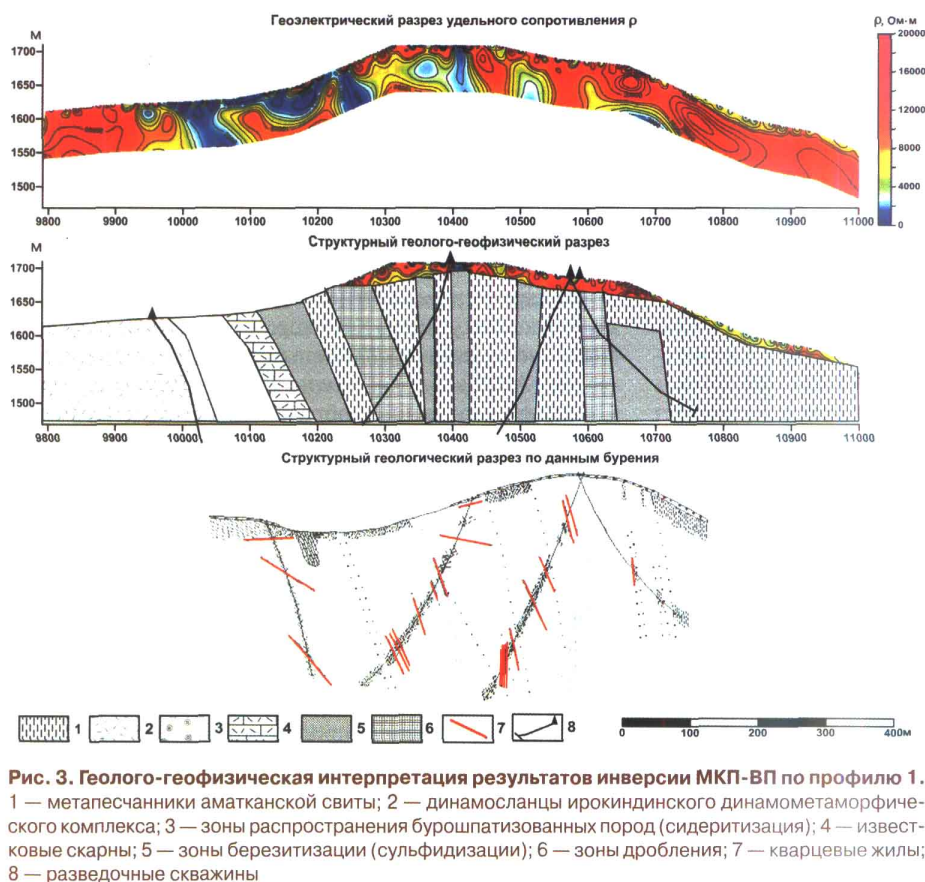 Геоэлектрический разрез удельного сопротивления ρ
ρ, Ом·м
М
1700
1600
1500
20000
16000
12000
8000
4000
0
9800 9900 10000 10100 10200 10300 10400 10500 10600 10700 10800 10900 11000
Структурный геолого-геофизический разрез
М
1700
1650
1600
1550
1500
9800 9900 10000 10100 10200 10300 10400 10500 10600 10700 10800 10900 11000
Структурный геологический разрез по данным бурения
1 2 3 4 5 6 7 8
0 100 200 300 400м
Рис. 3. Геолого-геофизическая интерпретация результатов инверсии МКП-ВП по профилю 1.
1 — метапесчанники аматканской свиты; 2 — динамосланцы ирокиндинского динамометаморфиче-
ского комплекса; 3 — зоны распространения бурошпатизованных пород (сидеритизация); 4 — извест-
ковые скарны; 5 — зоны березитизации (сульфидизации); 6 — зоны дробления; 7 — кварцевые жилы;
8 — разведочные скважины